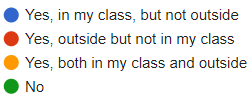 Yes, in my class, but not outside
Yes, outside but not in my class
Yes, both in my class and outside
No